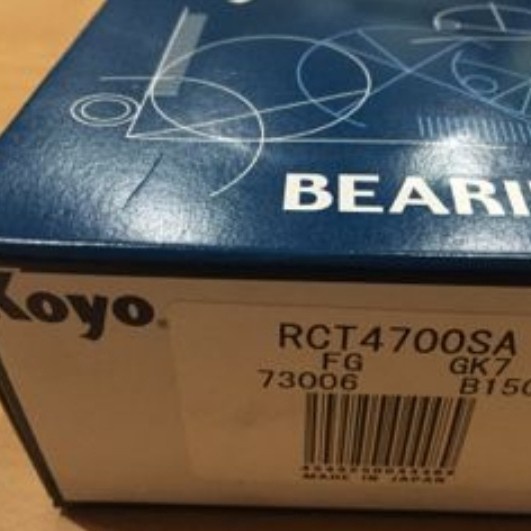 BEARI
Koyo
RCT4700SA
FG GK7
73006 B150
MADE IN JAPAN